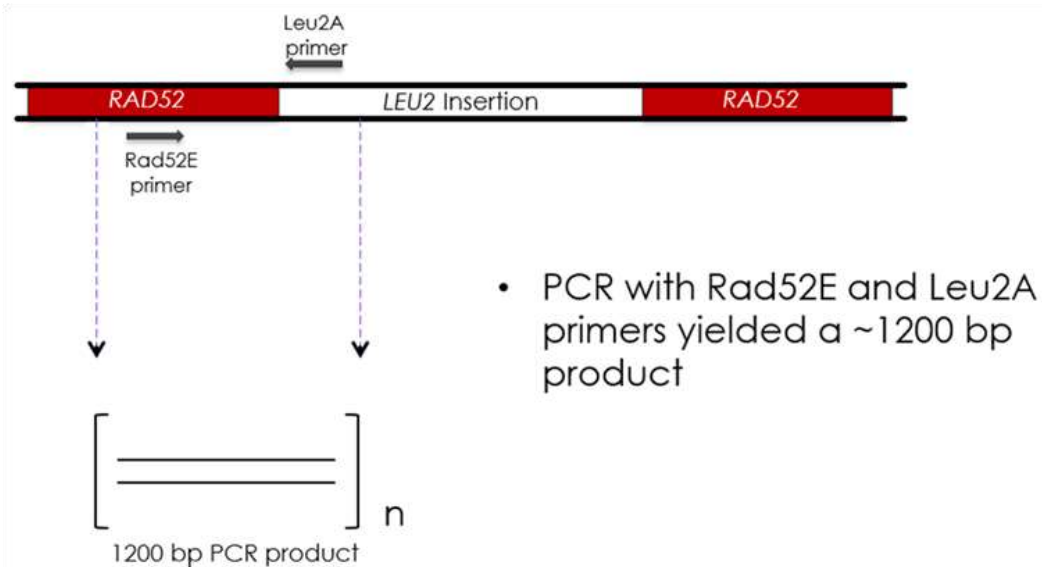 Leu2A
primer
RAD52
LEU2 Insertion
RAD52
Rad52E
primer
• PCR with Rad52E and Leu2A
primers yielded a ~1200 bp
product
n
1200 bp PCR product